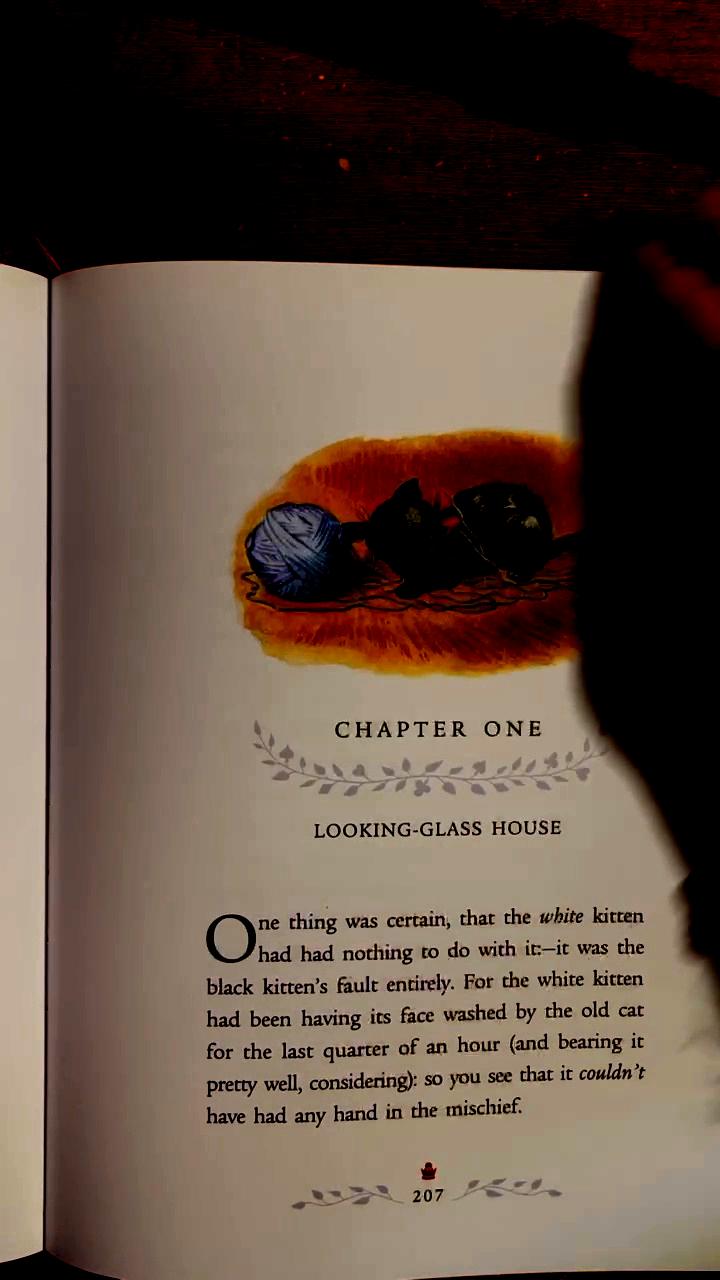 CHAPTER ONE
LOOKING-GLASS HOUSE
One thing was certain, that the white kitten
had had nothing to do with it:—it was the
black kitten's fault entirely. For the white kitten
had been having its face washed by the old cat
for the last quarter of an hour (and bearing it
pretty well, considering): so you see that it couldn't
have had any hand in the mischief.
207